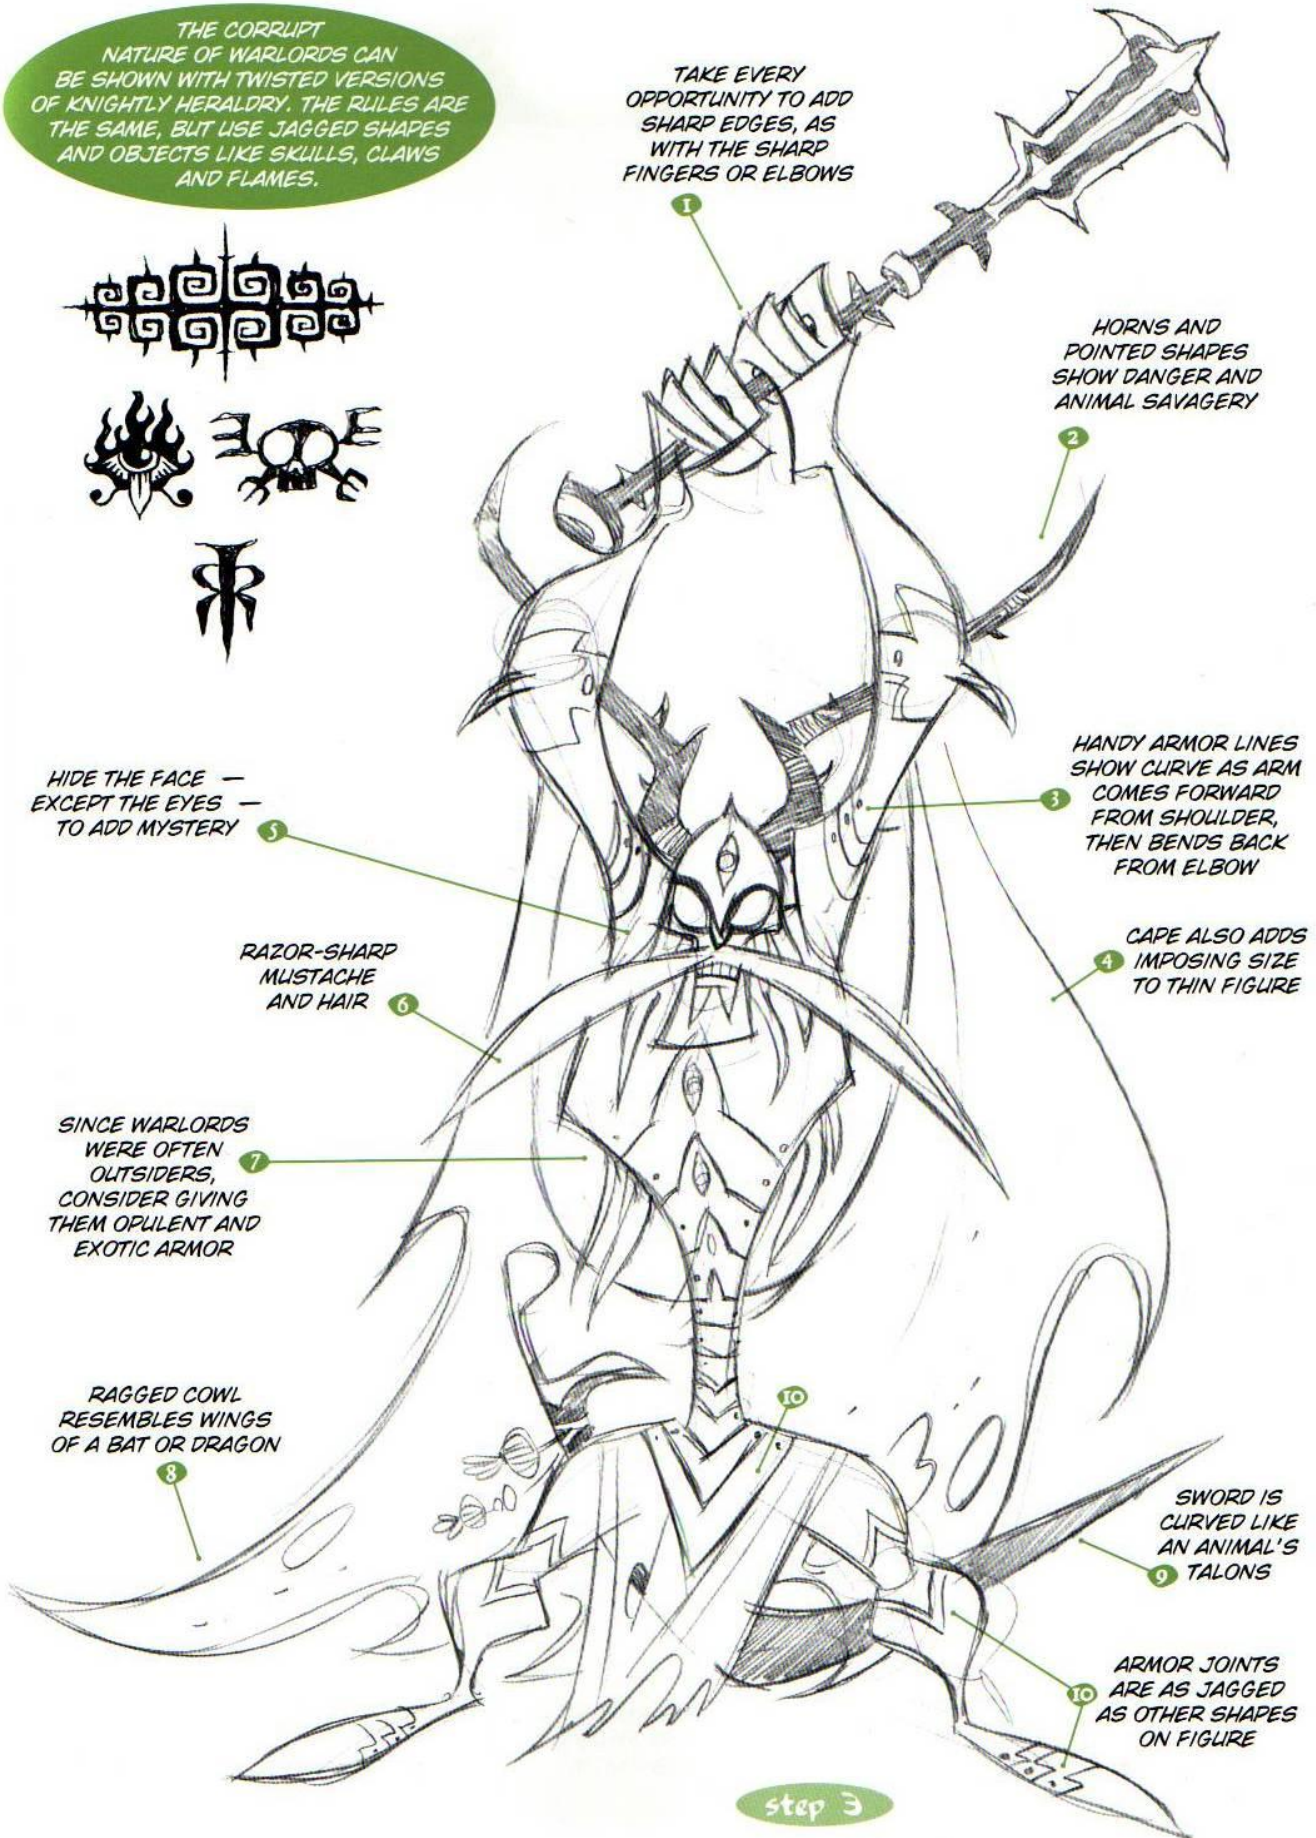 THE CORRUPT
NATURE OF WARLORDS CAN
BE SHOWN WITH TWISTED VERSIONS
OF KNIGHTLY HERALDRY. THE RULES ARE
THE SAME, BUT USE JAGGED SHAPES
AND OBJECTS LIKE SKULLS, CLAWS
AND FLAMES.
TAKE EVERY
OPPORTUNITY TO ADD
SHARP EDGES, AS
WITH THE SHARP
FINGERS OR ELBOWS
1
HORNS AND
POINTED SHAPES
SHOW DANGER AND
ANIMAL SAVAGERY
2
HANDY ARMOR LINES
SHOW CURVE AS ARM
3 COMES FORWARD
FROM SHOULDER,
THEN BENDS BACK
FROM ELBOW
CAPE ALSO ADDS
4 IMPOSING SIZE
TO THIN FIGURE
HIDE THE FACE —
EXCEPT THE EYES —
TO ADD MYSTERY 5
RAZOR-SHARP
MUSTACHE
AND HAIR 6
SINCE WARLORDS
WERE OFTEN
OUTSIDERS, 7
CONSIDER GIVING
THEM OPULENT AND
EXOTIC ARMOR
RAGGED COWL
RESEMBLES WINGS
OF A BAT OR DRAGON
8
10
SWORD IS
CURVED LIKE
AN ANIMAL'S
9 TALONS
ARMOR JOINTS
10 ARE AS JAGGED
AS OTHER SHAPES
ON FIGURE
step 3